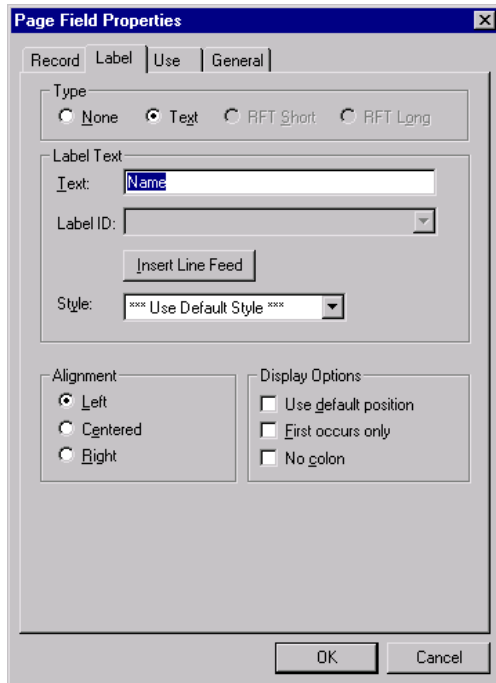 Page Field Properties
Record Label Use General
Type
None Text RFT Short RFT Long
Label Text
Text: Name
Label ID:
Insert Line Feed
Style: *** Use Default Style ***
Alignment
Left
Centered
Right
Display Options
Use default position
First occurs only
No colon
OK Cancel